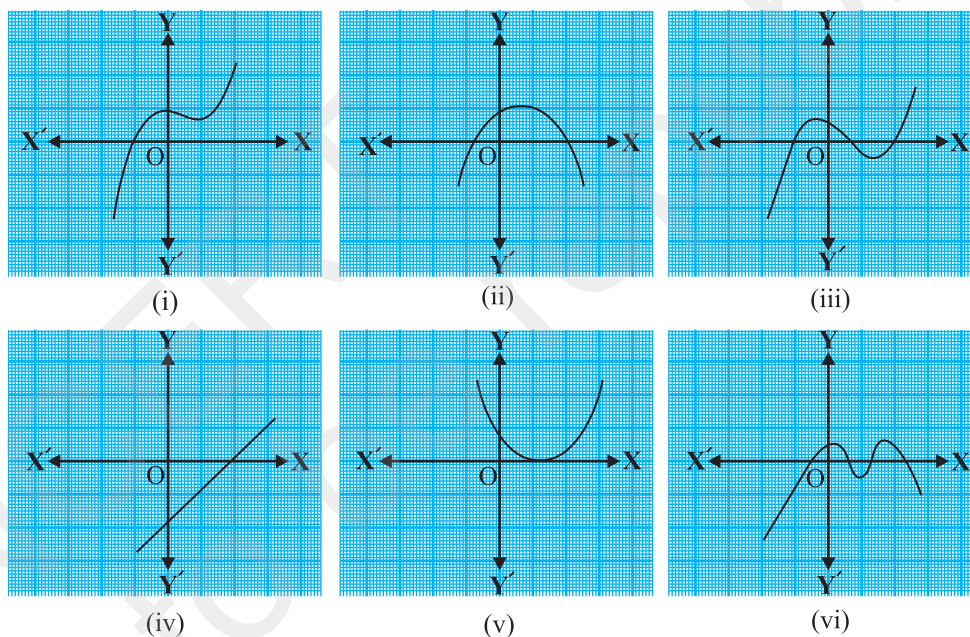 Y Y Y
X′ O X X′ O X X′ O X
Y′ Y′ Y′
(i) (ii) (iii)
Y Y Y
X′ O X X′ O X X′ O X
Y′ Y′ Y′
(iv) (v) (vi)